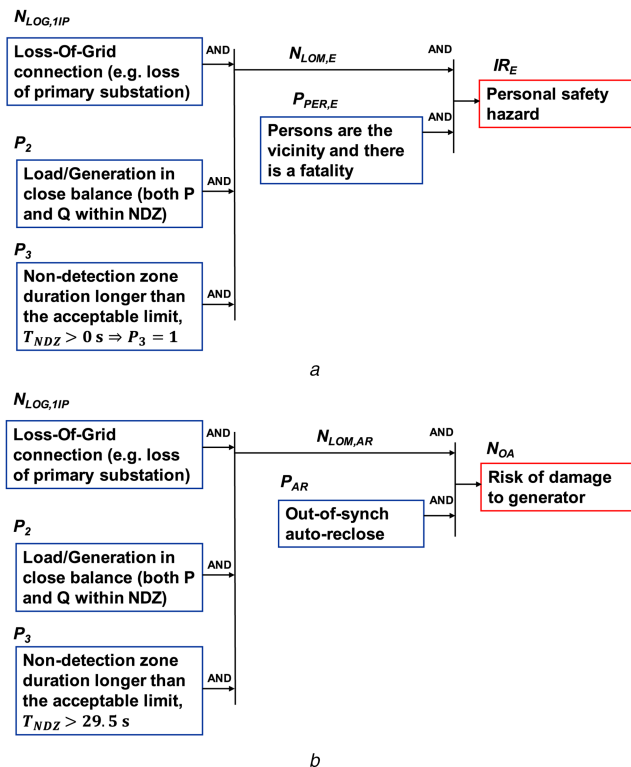 N_LOG,1IP
Loss-Of-Grid
connection (e.g. loss
of primary substation)
AND
N_LOM,E
AND
IR_E
Personal safety
hazard
P_PER,E
Persons are the
vicinity and there
is a fatality
AND
P_2
Load/Generation in
close balance (both P
and Q within NDZ)
AND
P_3
Non-detection zone
duration longer than
the acceptable limit,
T_NDZ > 0 s ⇒ P_3 = 1
AND
a
N_LOG,1IP
Loss-Of-Grid
connection (e.g. loss
of primary substation)
AND
N_LOM,AR
AND
N_OA
Risk of damage
to generator
P_AR
Out-of-synch
auto-reclose
AND
P_2
Load/Generation in
close balance (both P
and Q within NDZ)
AND
P_3
Non-detection zone
duration longer than
the acceptable limit,
T_NDZ > 29.5 s
AND
b